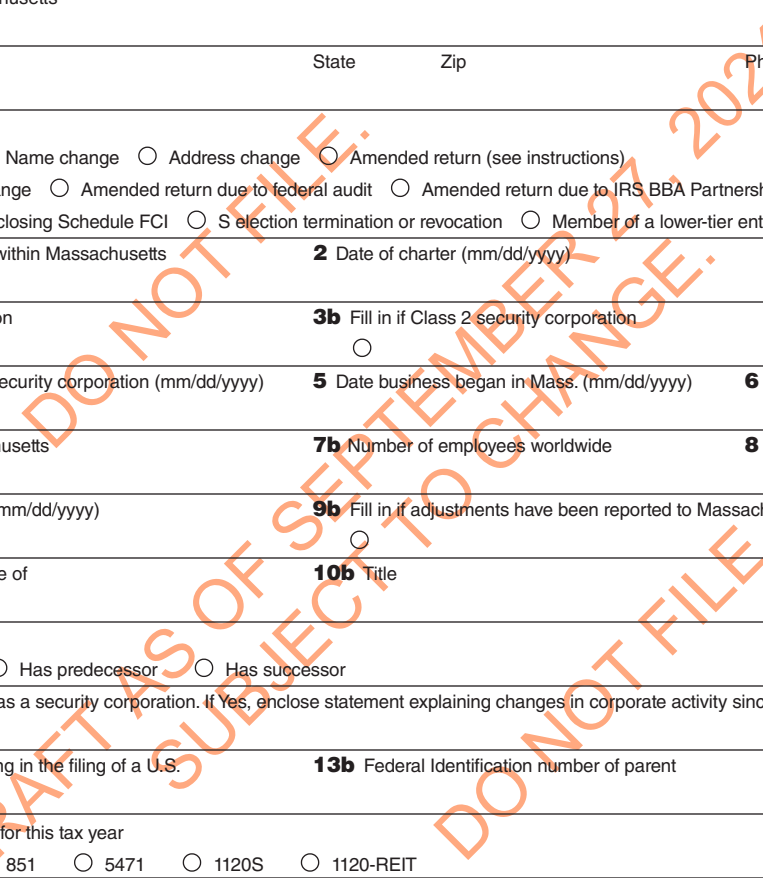 State Zip Ph
Name change Address change Amended return (see instructions)
nge Amended return due to federal audit Amended return due to IRS BBA Partnersh
closing Schedule FCI S election termination or revocation Member of a lower-tier ent
within Massachusetts 2 Date of charter (mm/dd/yyyy)
on 3b Fill in if Class 2 security corporation
ecurity corporation (mm/dd/yyyy) 5 Date business began in Mass. (mm/dd/yyyy) 6
husetts 7b Number of employees worldwide 8
mm/dd/yyyy) 9b Fill in if adjustments have been reported to Massach
e of 10b Title
Has predecessor Has successor
as a security corporation. If Yes, enclose statement explaining changes in corporate activity sinc
ng in the filing of a U.S. 13b Federal Identification number of parent
for this tax year
851 5471 1120S 1120-REIT
DO NOT FILE.
RAFT AS OF SEPTEMBER 27, 202
SUBJECT TO CHANGE.
DO NOT FILE